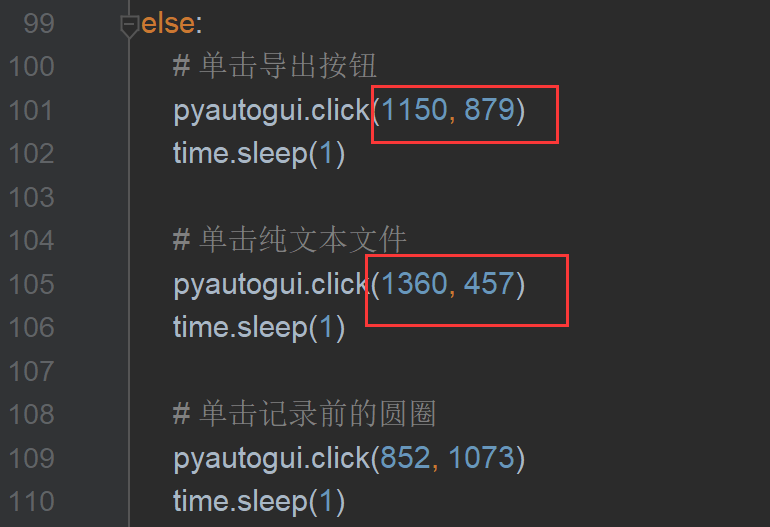 99 else:
100 # 单击导出按钮
101 pyautogui.click(1150, 879)
102 time.sleep(1)
103
104 # 单击纯文本文件
105 pyautogui.click(1360, 457)
106 time.sleep(1)
107
108 # 单击记录前的圆圈
109 pyautogui.click(852, 1073)
110 time.sleep(1)